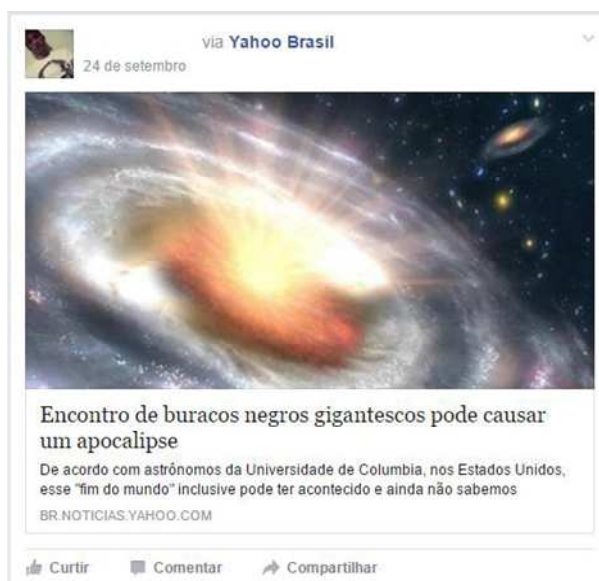 via Yahoo Brasil
24 de setembro
Encontro de buracos negros gigantescos pode causar
um apocalipse
De acordo com astrônomos da Universidade de Columbia, nos Estados Unidos,
esse "fim do mundo" inclusive pode ter acontecido e ainda não sabemos
BR.NOTICIAS.YAHOO.COM
Curtir Comentar Compartilhar